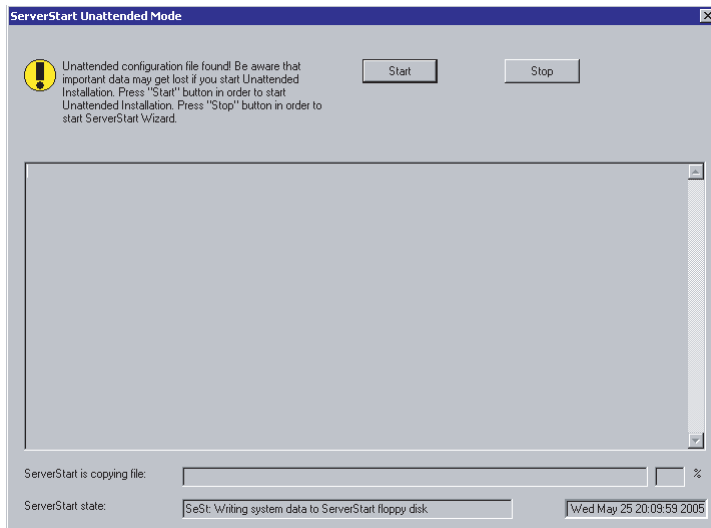 ServerStart Unattended Mode
Unattended configuration file found! Be aware that
important data may get lost if you start Unattended
Installation. Press "Start" button in order to start
Unattended Installation. Press "Stop" button in order to
start ServerStart Wizard.
Start
Stop
ServerStart is copying file:
%
ServerStart state:
SeSt: Writing system data to ServerStart floppy disk
Wed May 25 20:09:59 2005